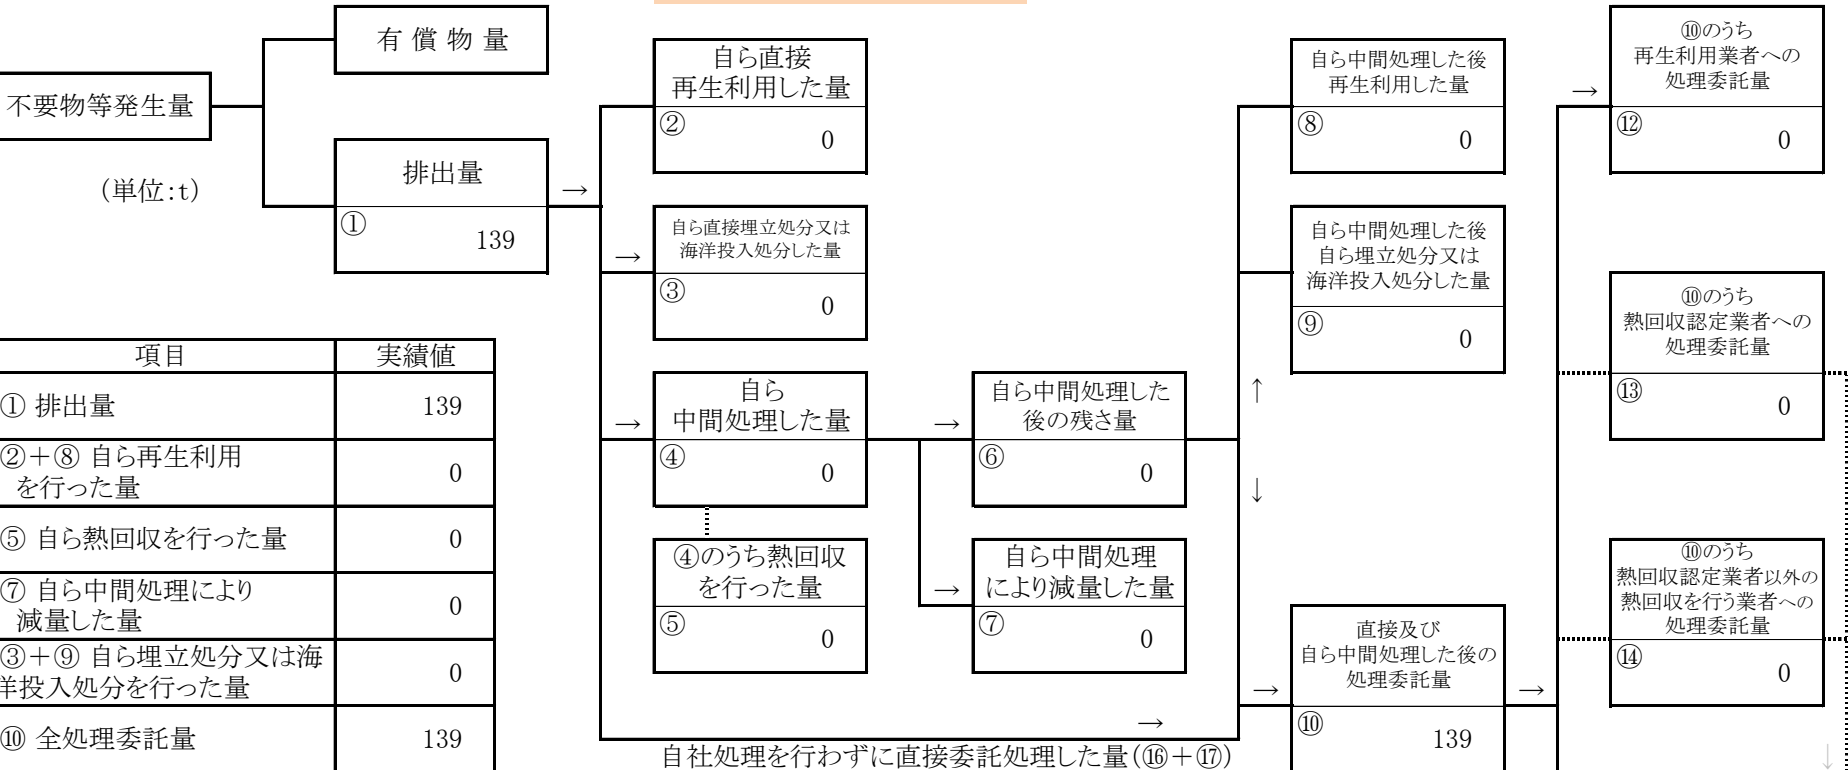 有 償 物 量
不要物等発生量
(単位:t)
排出量
①
139
→
自ら直接
再生利用した量
②
0
→
自ら直接埋立処分又は
海洋投入処分した量
③
0
→
自ら
中間処理した量
④
0
④のうち熱回収
を行った量
⑤
0
→
自ら中間処理した
後の残さ量
⑥
0
→
自ら中間処理
により減量した量
⑦
0
自ら中間処理した後
再生利用した量
⑧
0
自ら中間処理した後
自ら埋立処分又は
海洋投入処分した量
⑨
0
↑
↓
→
自社処理を行わずに直接委託処理した量(⑯+⑰)
→
直接及び
自ら中間処理した後の
処理委託量
⑩
139
→
→
⑩のうち
再生利用業者への
処理委託量
⑫
0
⑩のうち
熱回収認定業者への
処理委託量
⑬
0
⑩のうち
熱回収認定業者以外の
熱回収を行う業者への
処理委託量
⑭
0
↓
項目 実績値
① 排出量 139
②+⑧ 自ら再生利用
を行った量 0
⑤ 自ら熱回収を行った量 0
⑦ 自ら中間処理により
減量した量 0
③+⑨ 自ら埋立処分又は海
洋投入処分を行った量 0
⑩ 全処理委託量 139